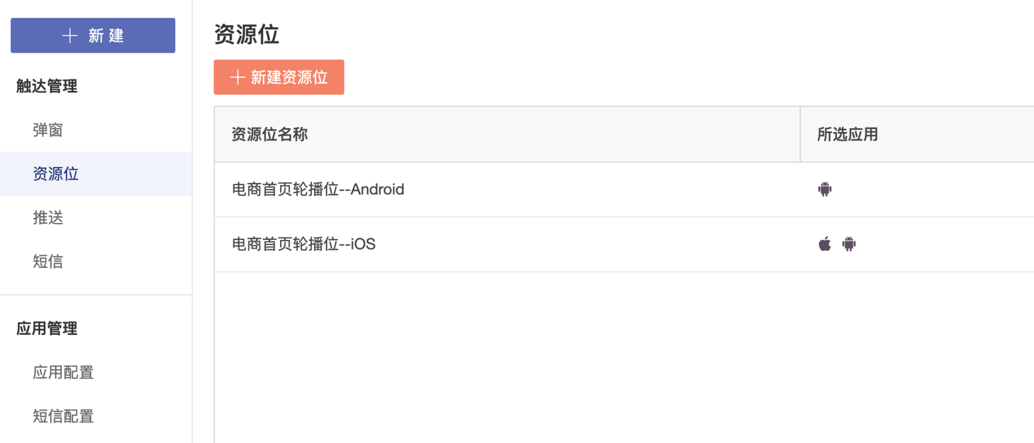 新建
触达管理
弹窗
资源位
推送
短信
应用管理
应用配置
短信配置
资源位
新建资源位
资源位名称 所选应用
电商首页轮播位--Android
电商首页轮播位--iOS